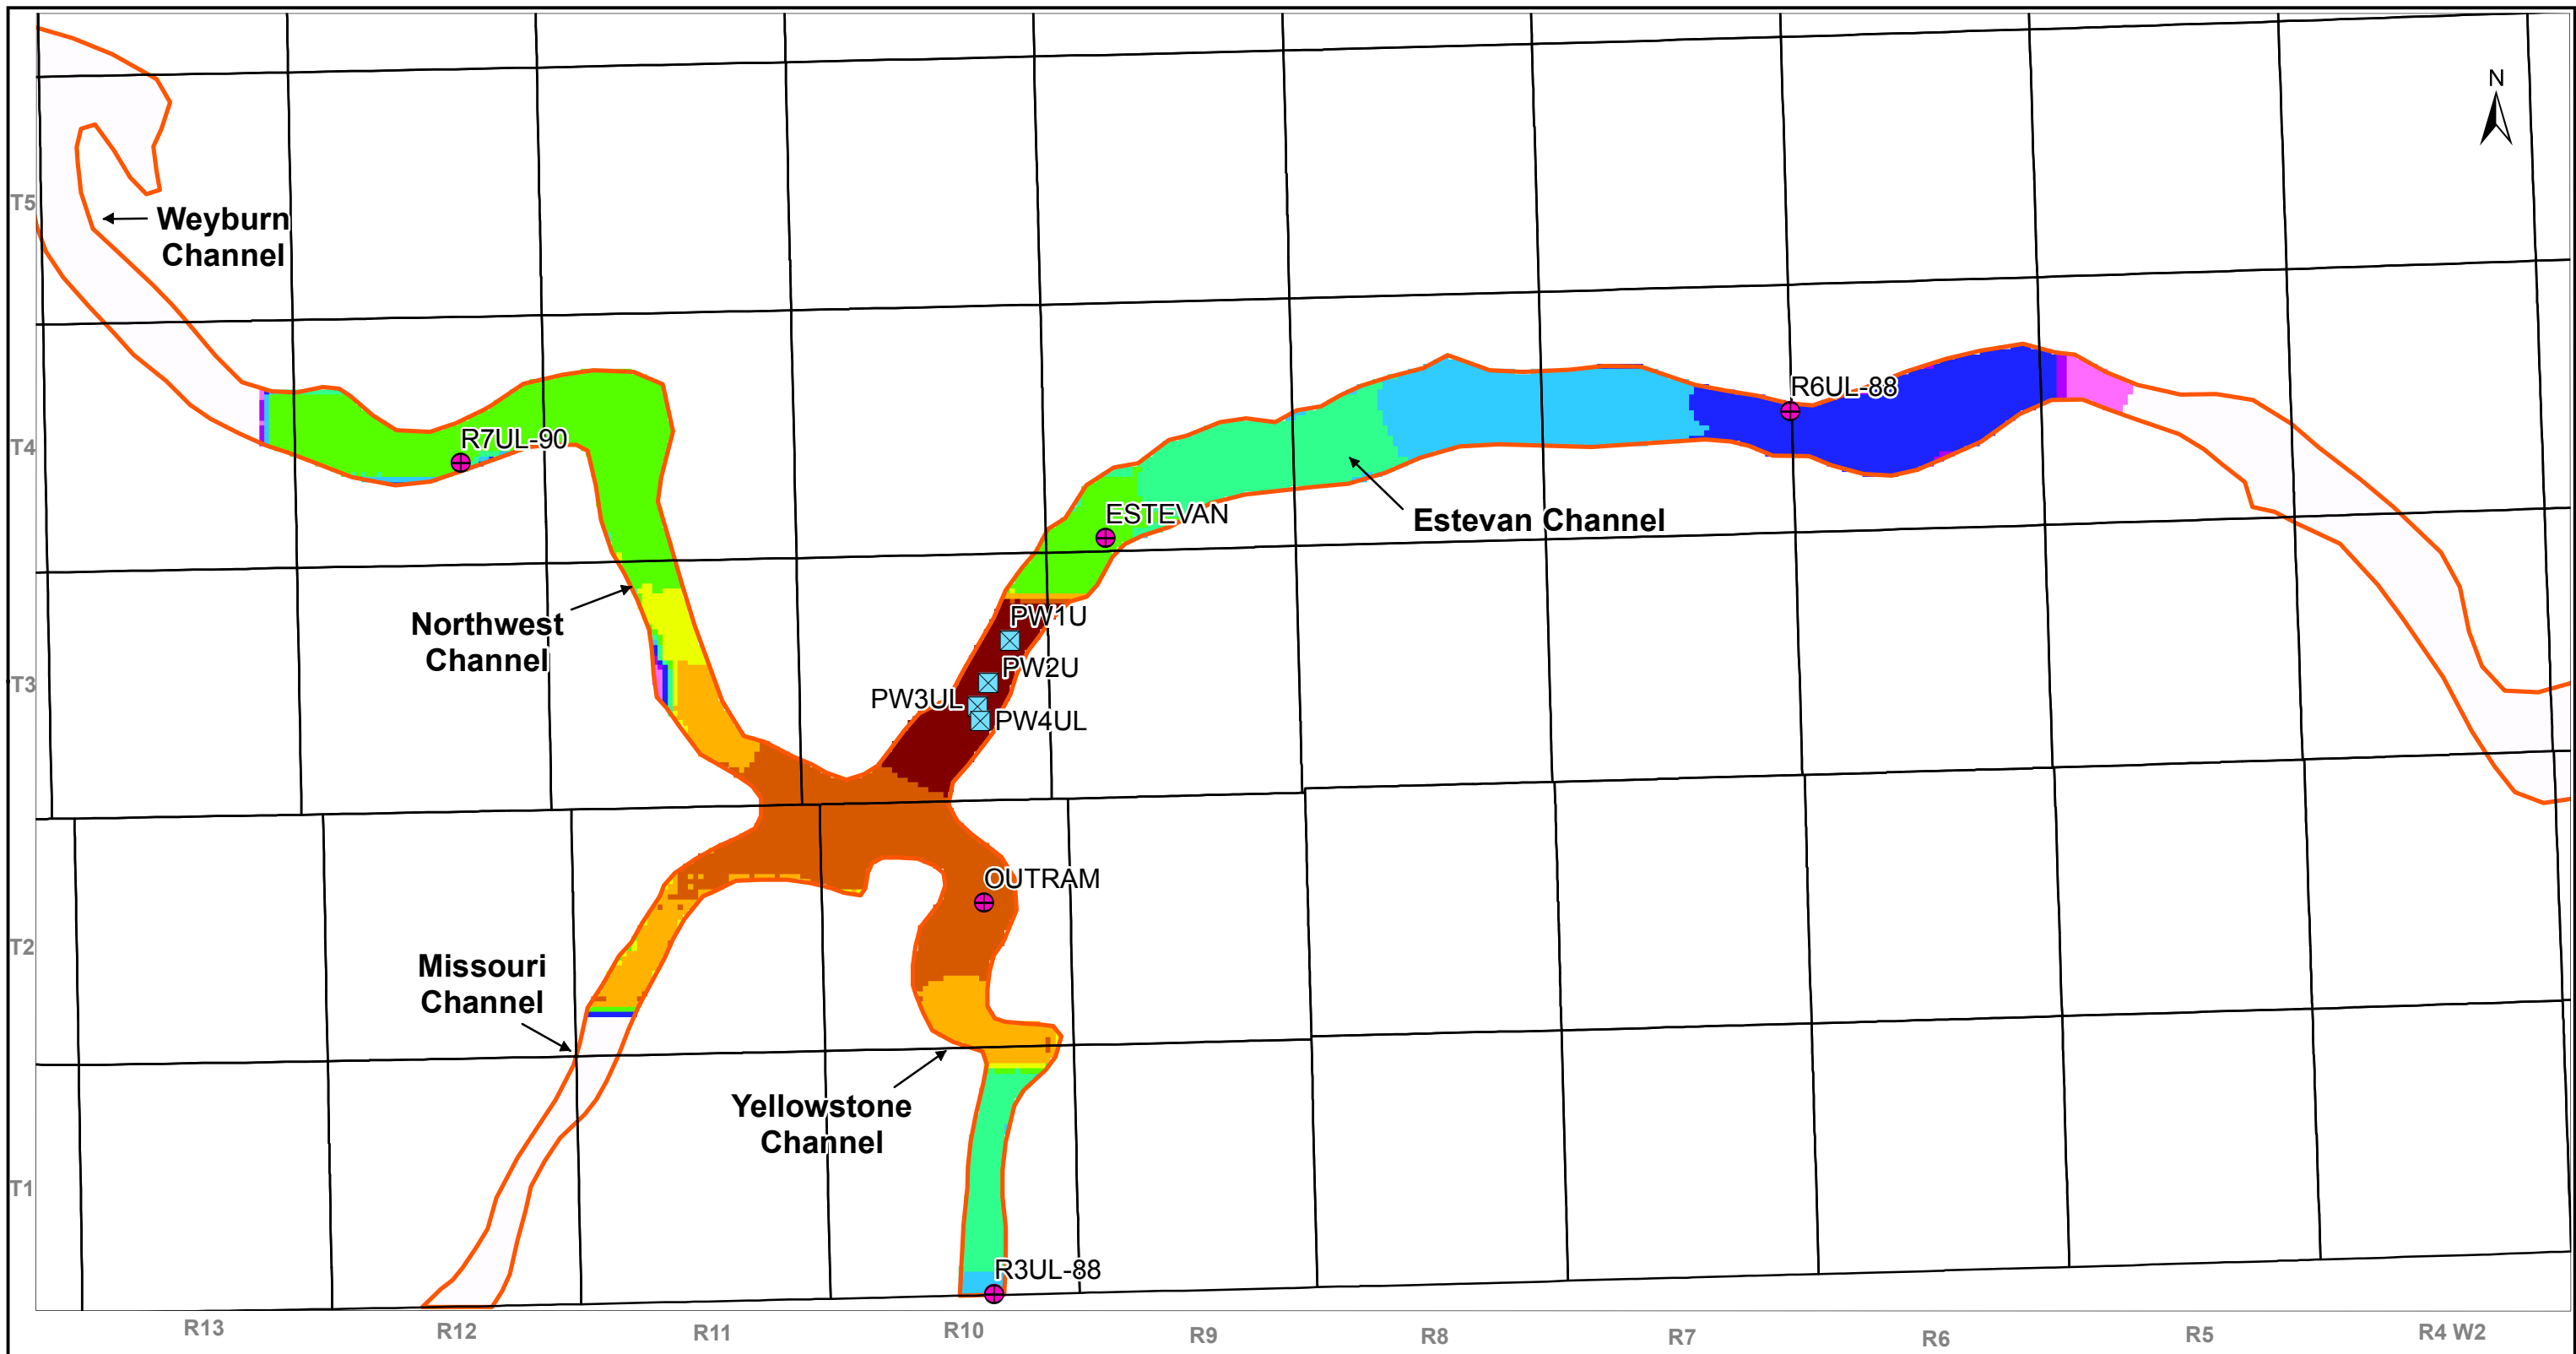 N
T5
Weyburn
Channel
R6UL-88
T4
R7UL-90
ESTEVAN
Estevan Channel
PW1U
Northwest
Channel
PW2U
T3
PW3UL
PW4UL
OUTRAM
T2
Missouri
Channel
Yellowstone
Channel
T1
R3UL-88
R13
R12
R11
R10
R9
R8
R7
R6
R5
R4 W2